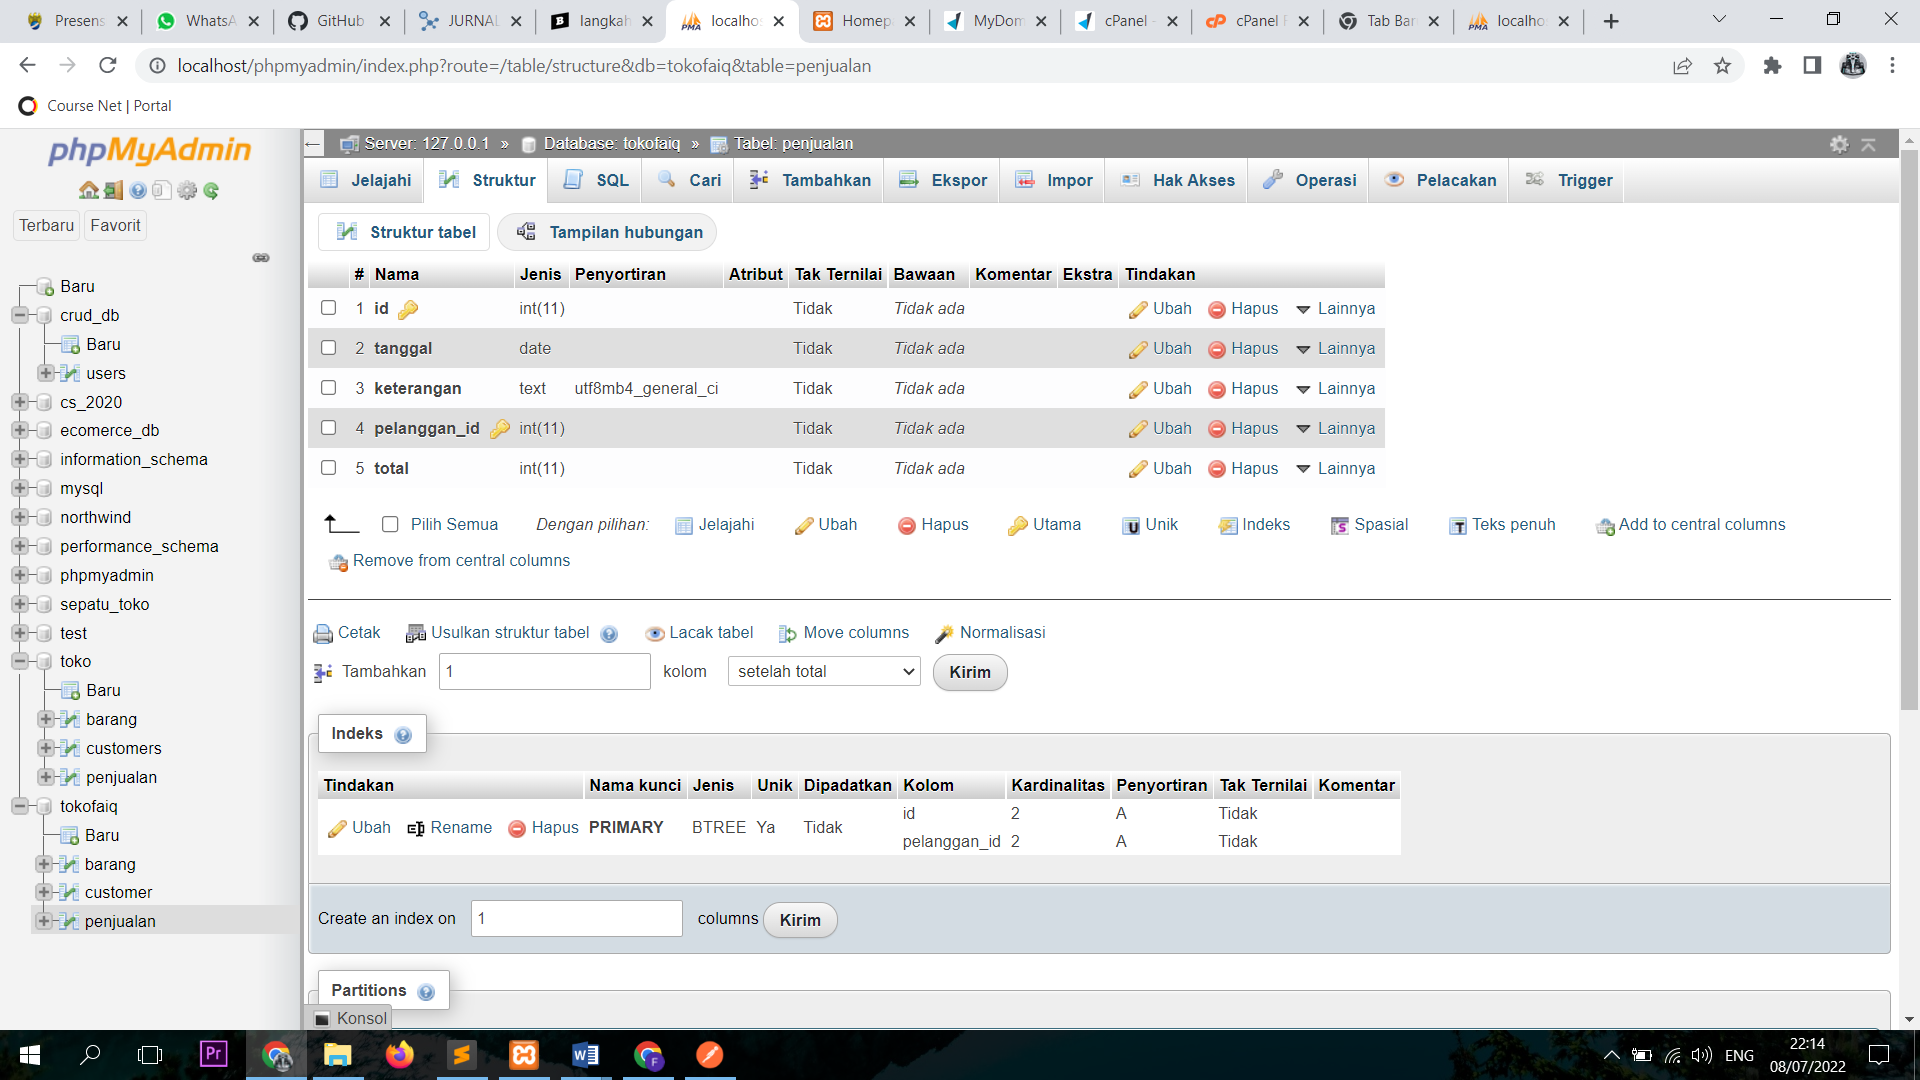 Presens
WhatsA
GitHub
JURNAL
langkah
localhos
Homepa
MyDom
cPanel -
cPanel F
Tab Bar
localhos
localhost/phpmyadmin/index.php?route=/table/structure&db=tokofaiq&table=penjualan
Course Net | Portal
phpMyAdmin
Terbaru Favorit
Baru
crud_db
Baru
users
cs_2020
ecomerce_db
information_schema
mysql
northwind
performance_schema
phpmyadmin
sepatu_toko
test
toko
Baru
barang
customers
penjualan
tokofaiq
Baru
barang
customer
penjualan
Server: 127.0.0.1 » Database: tokofaiq » Tabel: penjualan
Jelajahi Struktur SQL Cari Tambahkan Ekspor Impor Hak Akses Operasi Pelacakan Trigger
Struktur tabel Tampilan hubungan
# Nama Jenis Penyortiran Atribut Tak Ternilai Bawaan Komentar Ekstra Tindakan
1 id int(11) Tidak Tidak ada Ubah Hapus Lainnya
2 tanggal date Tidak Tidak ada Ubah Hapus Lainnya
3 keterangan text utf8mb4_general_ci Tidak Tidak ada Ubah Hapus Lainnya
4 pelanggan_id int(11) Tidak Tidak ada Ubah Hapus Lainnya
5 total int(11) Tidak Tidak ada Ubah Hapus Lainnya
Pilih Semua Dengan pilihan: Jelajahi Ubah Hapus Utama Unik Indeks Spasial Teks penuh Add to central columns
Remove from central columns
Cetak Usulkan struktur tabel Lacak tabel Move columns Normalisasi
Tambahkan 1 kolom setelah total Kirim
Indeks
Tindakan Nama kunci Jenis Unik Dipadatkan Kolom Kardinalitas Penyortiran Tak Ternilai Komentar
Ubah Rename Hapus PRIMARY BTREE Ya Tidak id 2 A Tidak
pelanggan_id 2 A Tidak
Create an index on 1 columns Kirim
Partitions
Konsol
Pr
ENG
22:14
08/07/2022